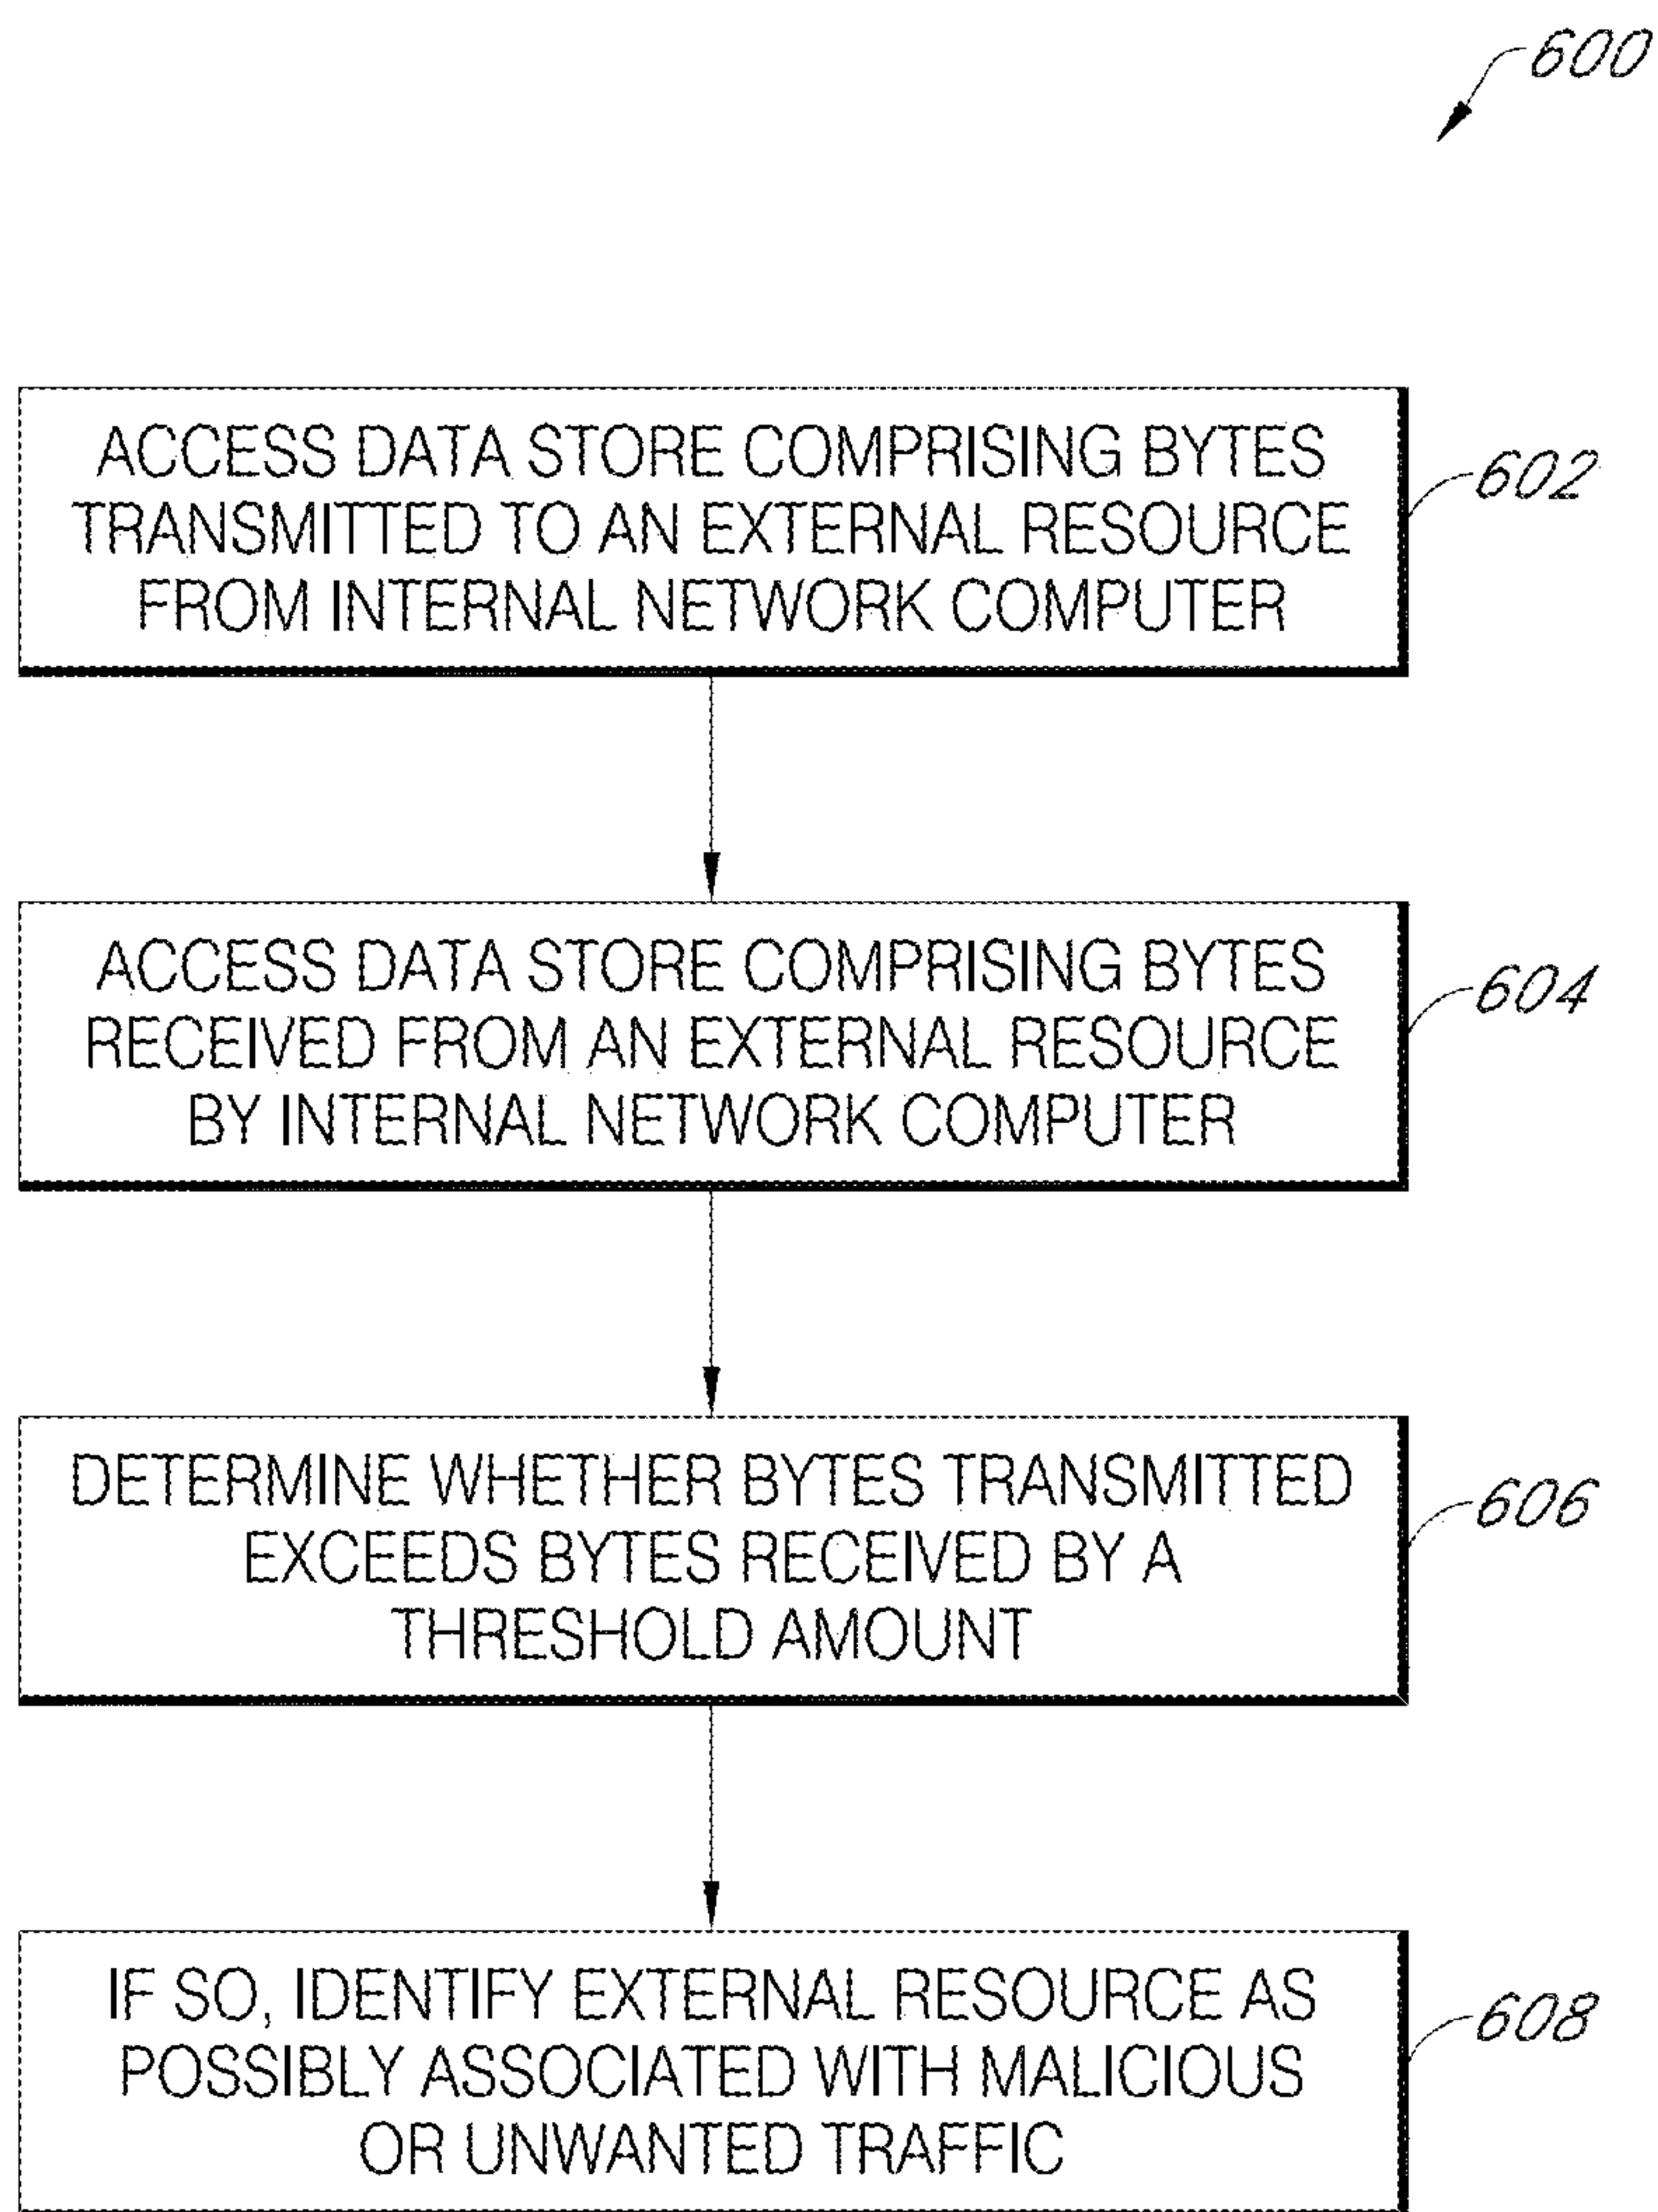 600
ACCESS DATA STORE COMPRISING BYTES
TRANSMITTED TO AN EXTERNAL RESOURCE
FROM INTERNAL NETWORK COMPUTER
602
ACCESS DATA STORE COMPRISING BYTES
RECEIVED FROM AN EXTERNAL RESOURCE
BY INTERNAL NETWORK COMPUTER
604
DETERMINE WHETHER BYTES TRANSMITTED
EXCEEDS BYTES RECEIVED BY A
THRESHOLD AMOUNT
606
IF SO, IDENTIFY EXTERNAL RESOURCE AS
POSSIBLY ASSOCIATED WITH MALICIOUS
OR UNWANTED TRAFFIC
608